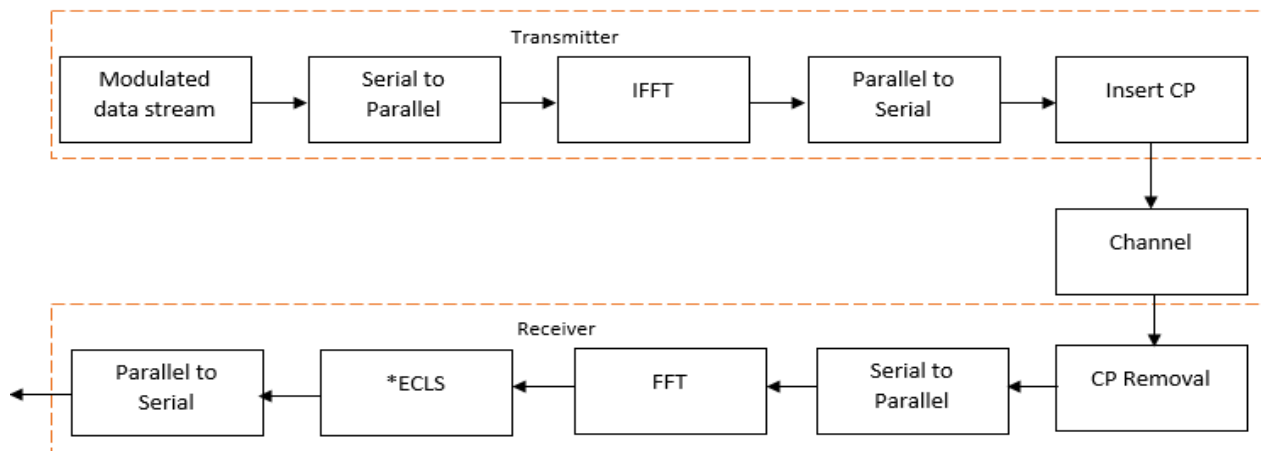 Transmitter
Modulated
data stream
Serial to
Parallel
IFFT
Parallel to
Serial
Insert CP
Channel
Receiver
Parallel to
Serial
*ECLS
FFT
Serial to
Parallel
CP Removal